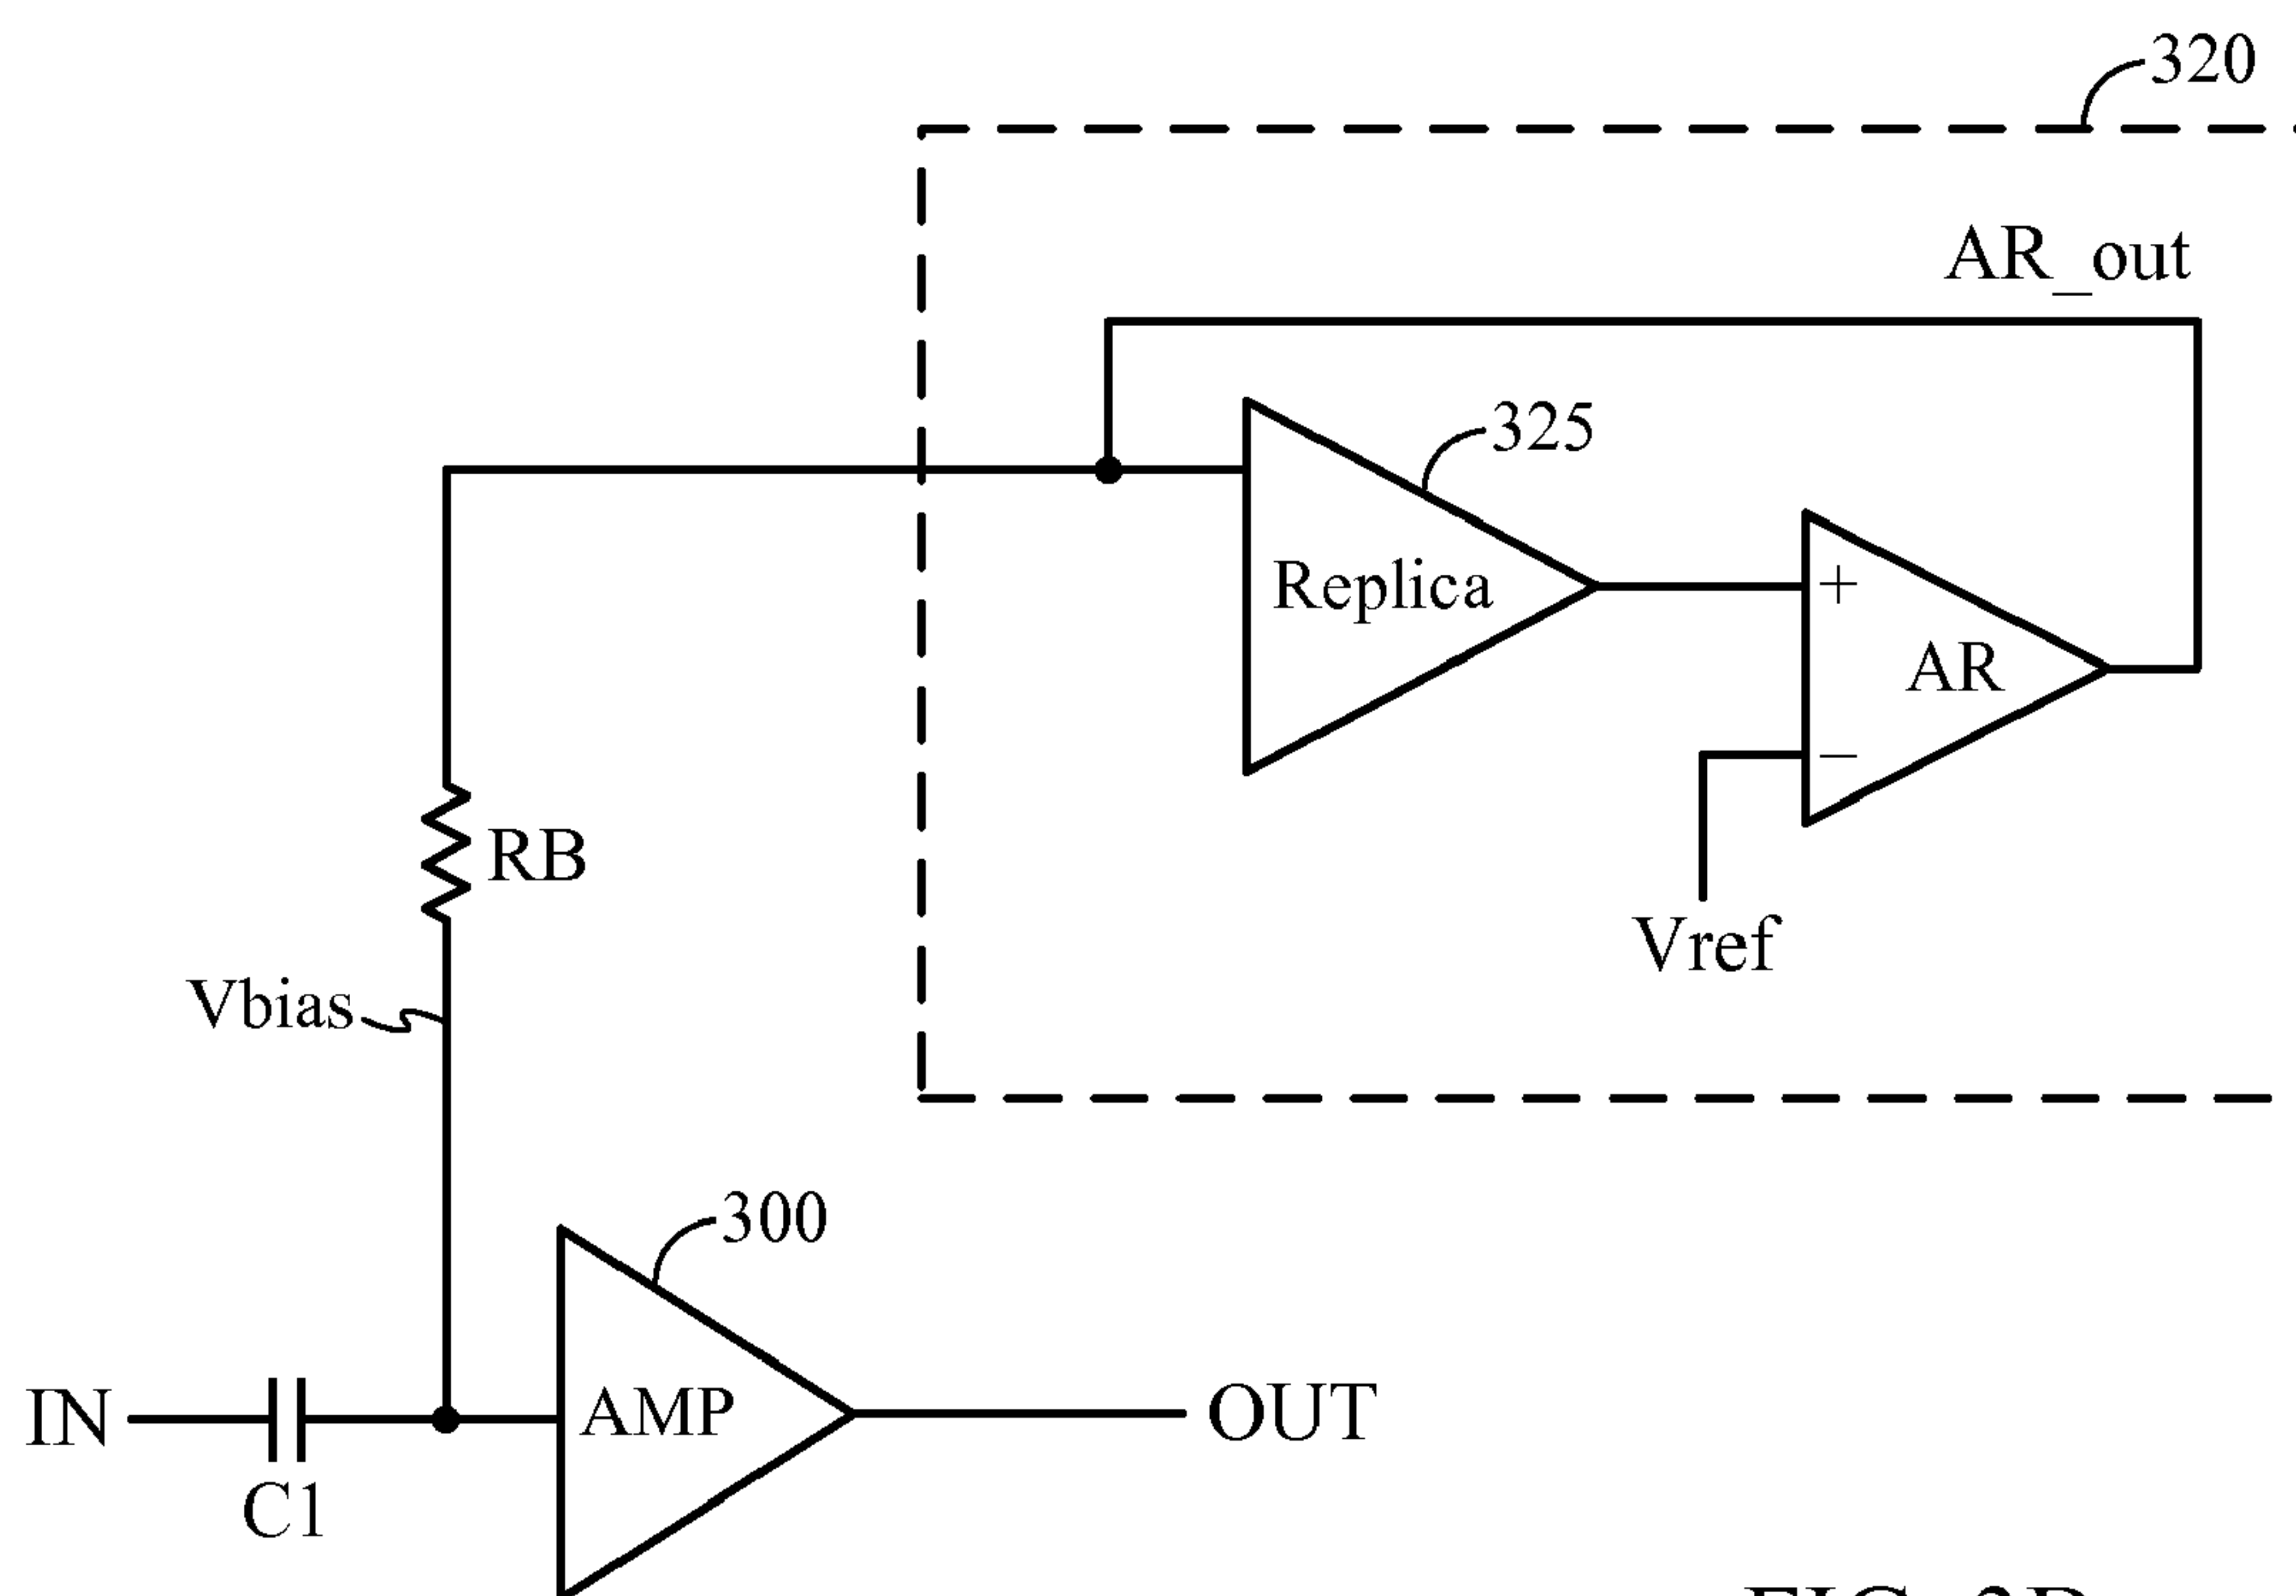 320
AR_out
325
Replica
+
AR
−
RB
Vref
Vbias
300
IN
AMP
OUT
C1